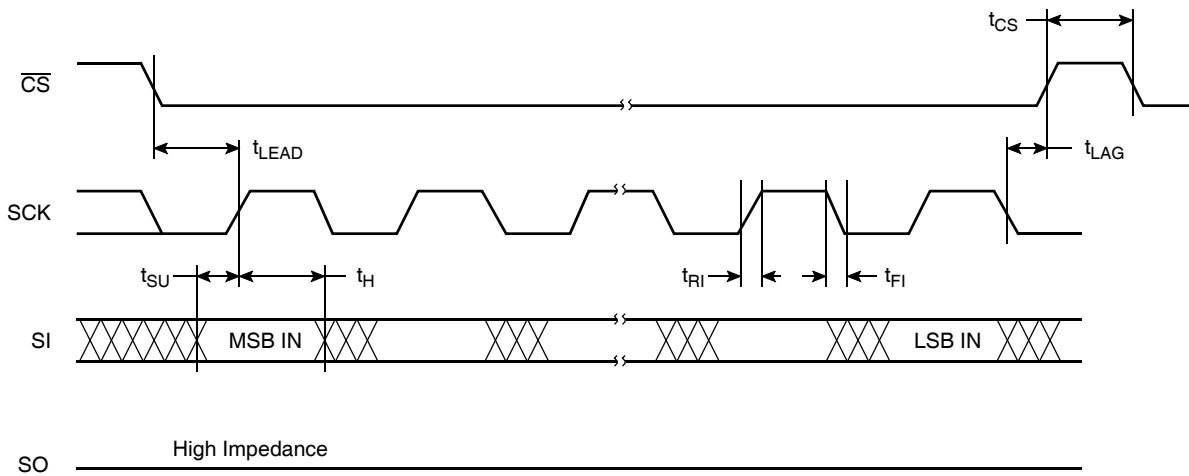 tCS
CS
tLEAD
tLAG
SCK
tSU
tH
tRI
tFI
SI
MSB IN
LSB IN
High Impedance
SO